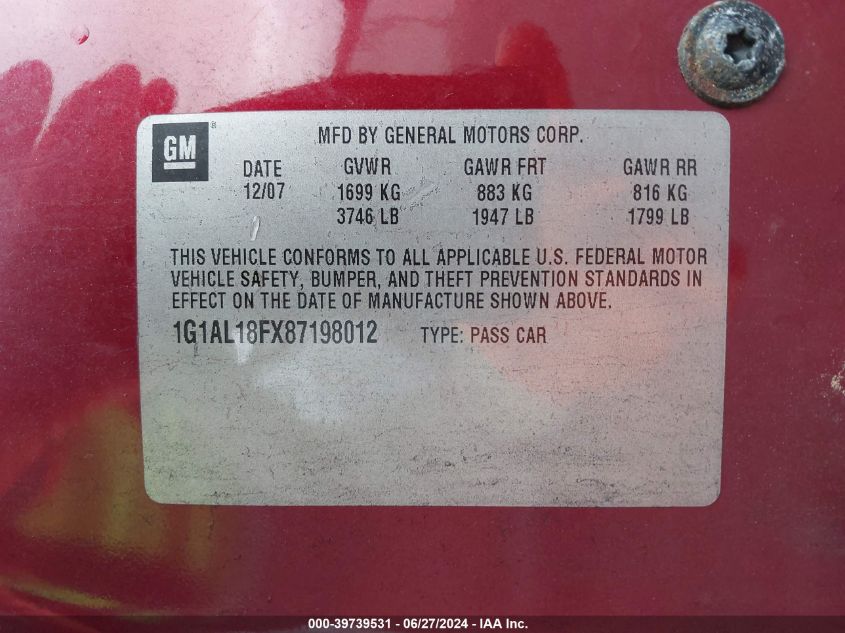 GM ®
MFD BY GENERAL MOTORS CORP.
DATE GVWR GAWR FRT GAWR RR
12/07 1699 KG 883 KG 816 KG
3746 LB 1947 LB 1799 LB
THIS VEHICLE CONFORMS TO ALL APPLICABLE U.S. FEDERAL MOTOR
VEHICLE SAFETY, BUMPER, AND THEFT PREVENTION STANDARDS IN
EFFECT ON THE DATE OF MANUFACTURE SHOWN ABOVE.
1G1AL18FX87198012 TYPE: PASS CAR
000-39739531 - 06/27/2024 - IAA Inc.